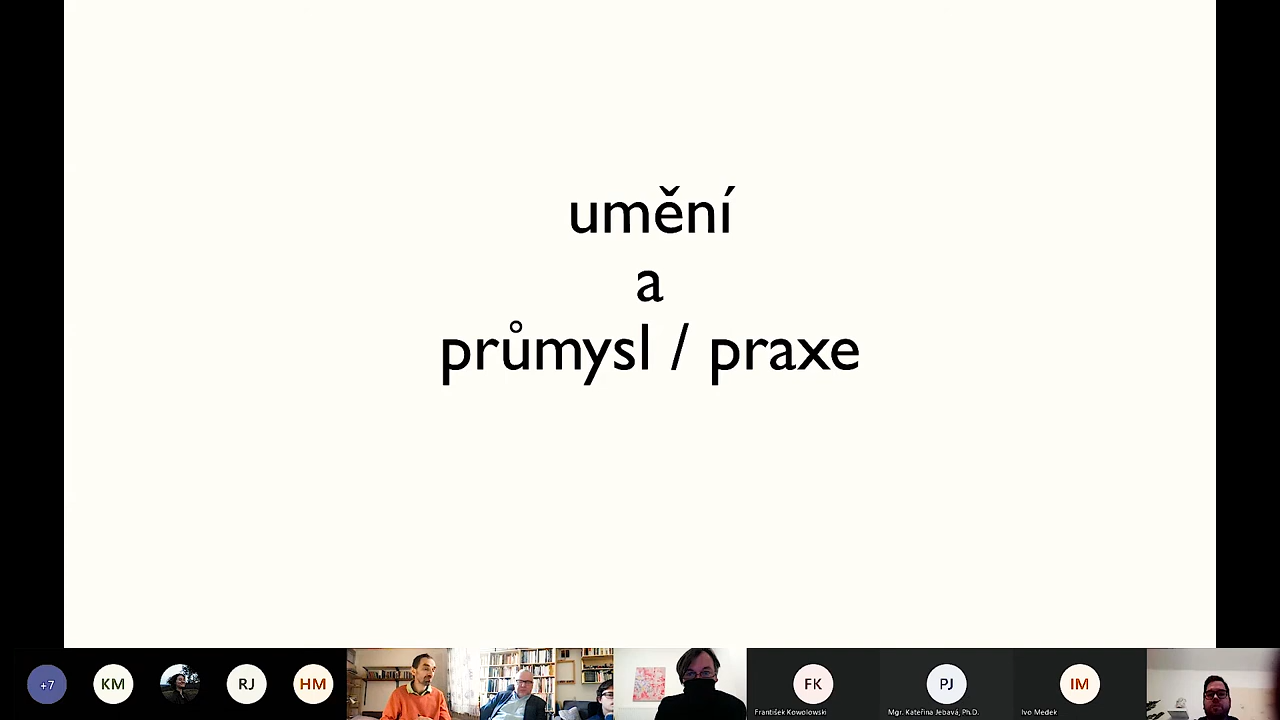 umění
a
průmysl / praxe
+7
KM
RJ
HM
FK
PJ
IM
František Kowolowski
Mgr. Kateřina Jebavá, Ph.D.
Ivo Medek